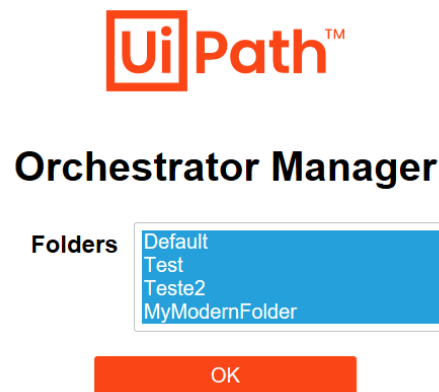 UiPath™
Orchestrator Manager
Folders
Default
Test
Teste2
MyModernFolder
OK